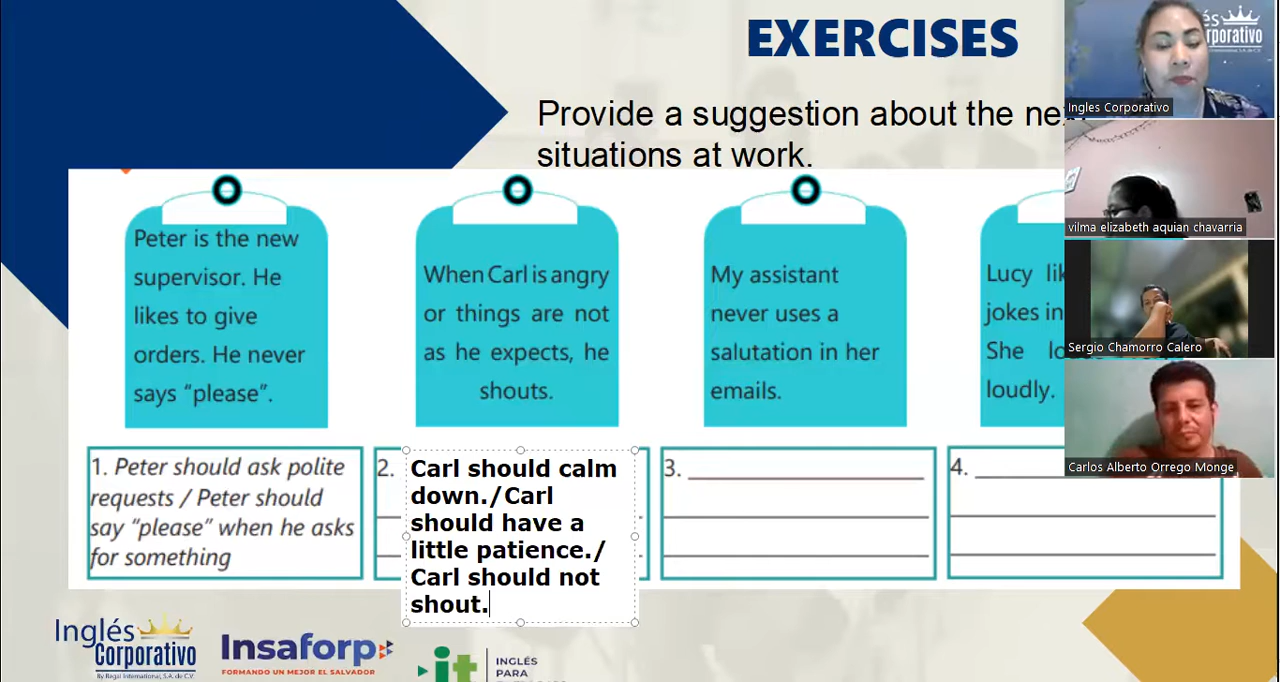 EXERCISES
Provide a suggestion about the
situations at work.
Peter is the new
supervisor. He
likes to give
orders. He never
says “please”.
When Carl is angry
or things are not
as he expects, he
shouts.
My assistant
never uses a
salutation in her
emails.
Lucy
jokes in
She
loudly.
1. Peter should ask polite
requests / Peter should
say “please” when he asks
for something
2.
Carl should calm
down./Carl
should have a
little patience./
Carl should not
shout.
3.
4.
Inglés
Corporativo
By Regal International, S.A. de C.V.
Insaforp
FORMANDO UN MEJOR EL SALVADOR
it
INGLÉS
PARA
Ingles Corporativo
vilma elizabeth aquian chavarria
Sergio Chamorro Calero
Carlos Alberto Orrego Monge